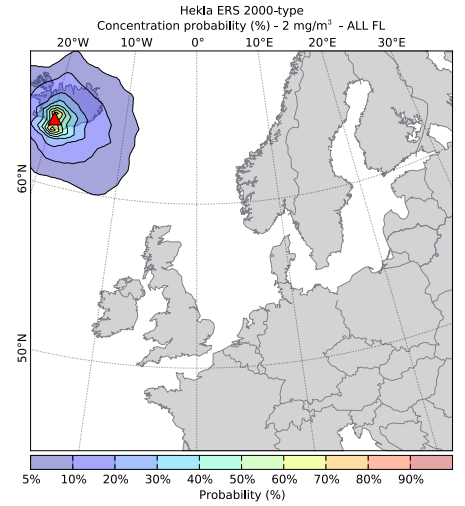 Hekla ERS 2000-type
Concentration probability (%) - 2 mg/m³ - ALL FL
20°W 10°W 0° 10°E 20°E 30°E
60°N
50°N
5% 10% 20% 30% 40% 50% 60% 70% 80% 90%
Probability (%)